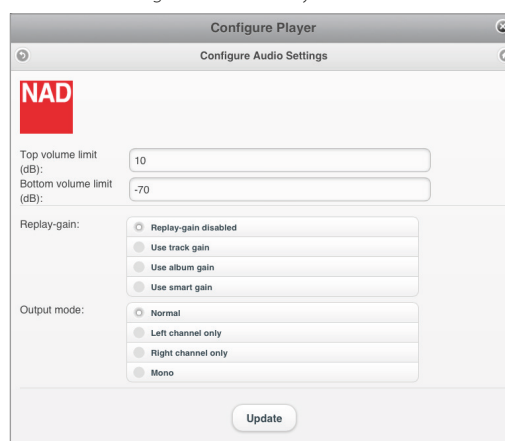 Configure Player
Configure Audio Settings
NAD
Top volume limit
(dB):
10
Bottom volume limit
(dB):
-70
Replay-gain:
Replay-gain disabled
Use track gain
Use album gain
Use smart gain
Output mode:
Normal
Left channel only
Right channel only
Mono
Update